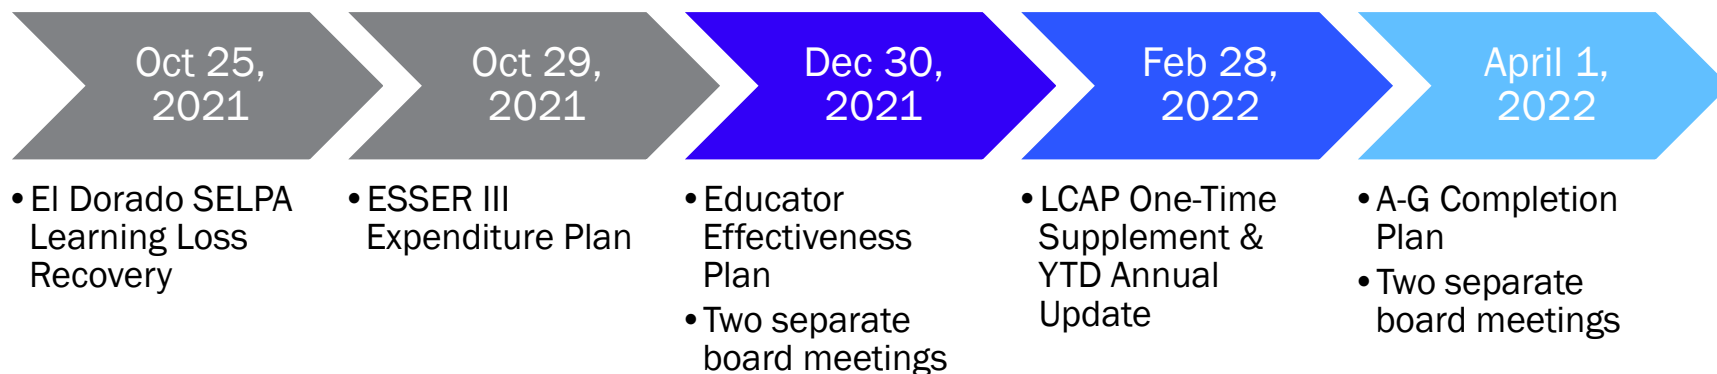 Oct 25,
2021
Oct 29,
2021
Dec 30,
2021
Feb 28,
2022
April 1,
2022
• El Dorado SELPA
Learning Loss
Recovery
• ESSER III
Expenditure Plan
• Educator
Effectiveness
Plan
• Two separate
board meetings
• LCAP One-Time
Supplement &
YTD Annual
Update
• A-G Completion
Plan
• Two separate
board meetings